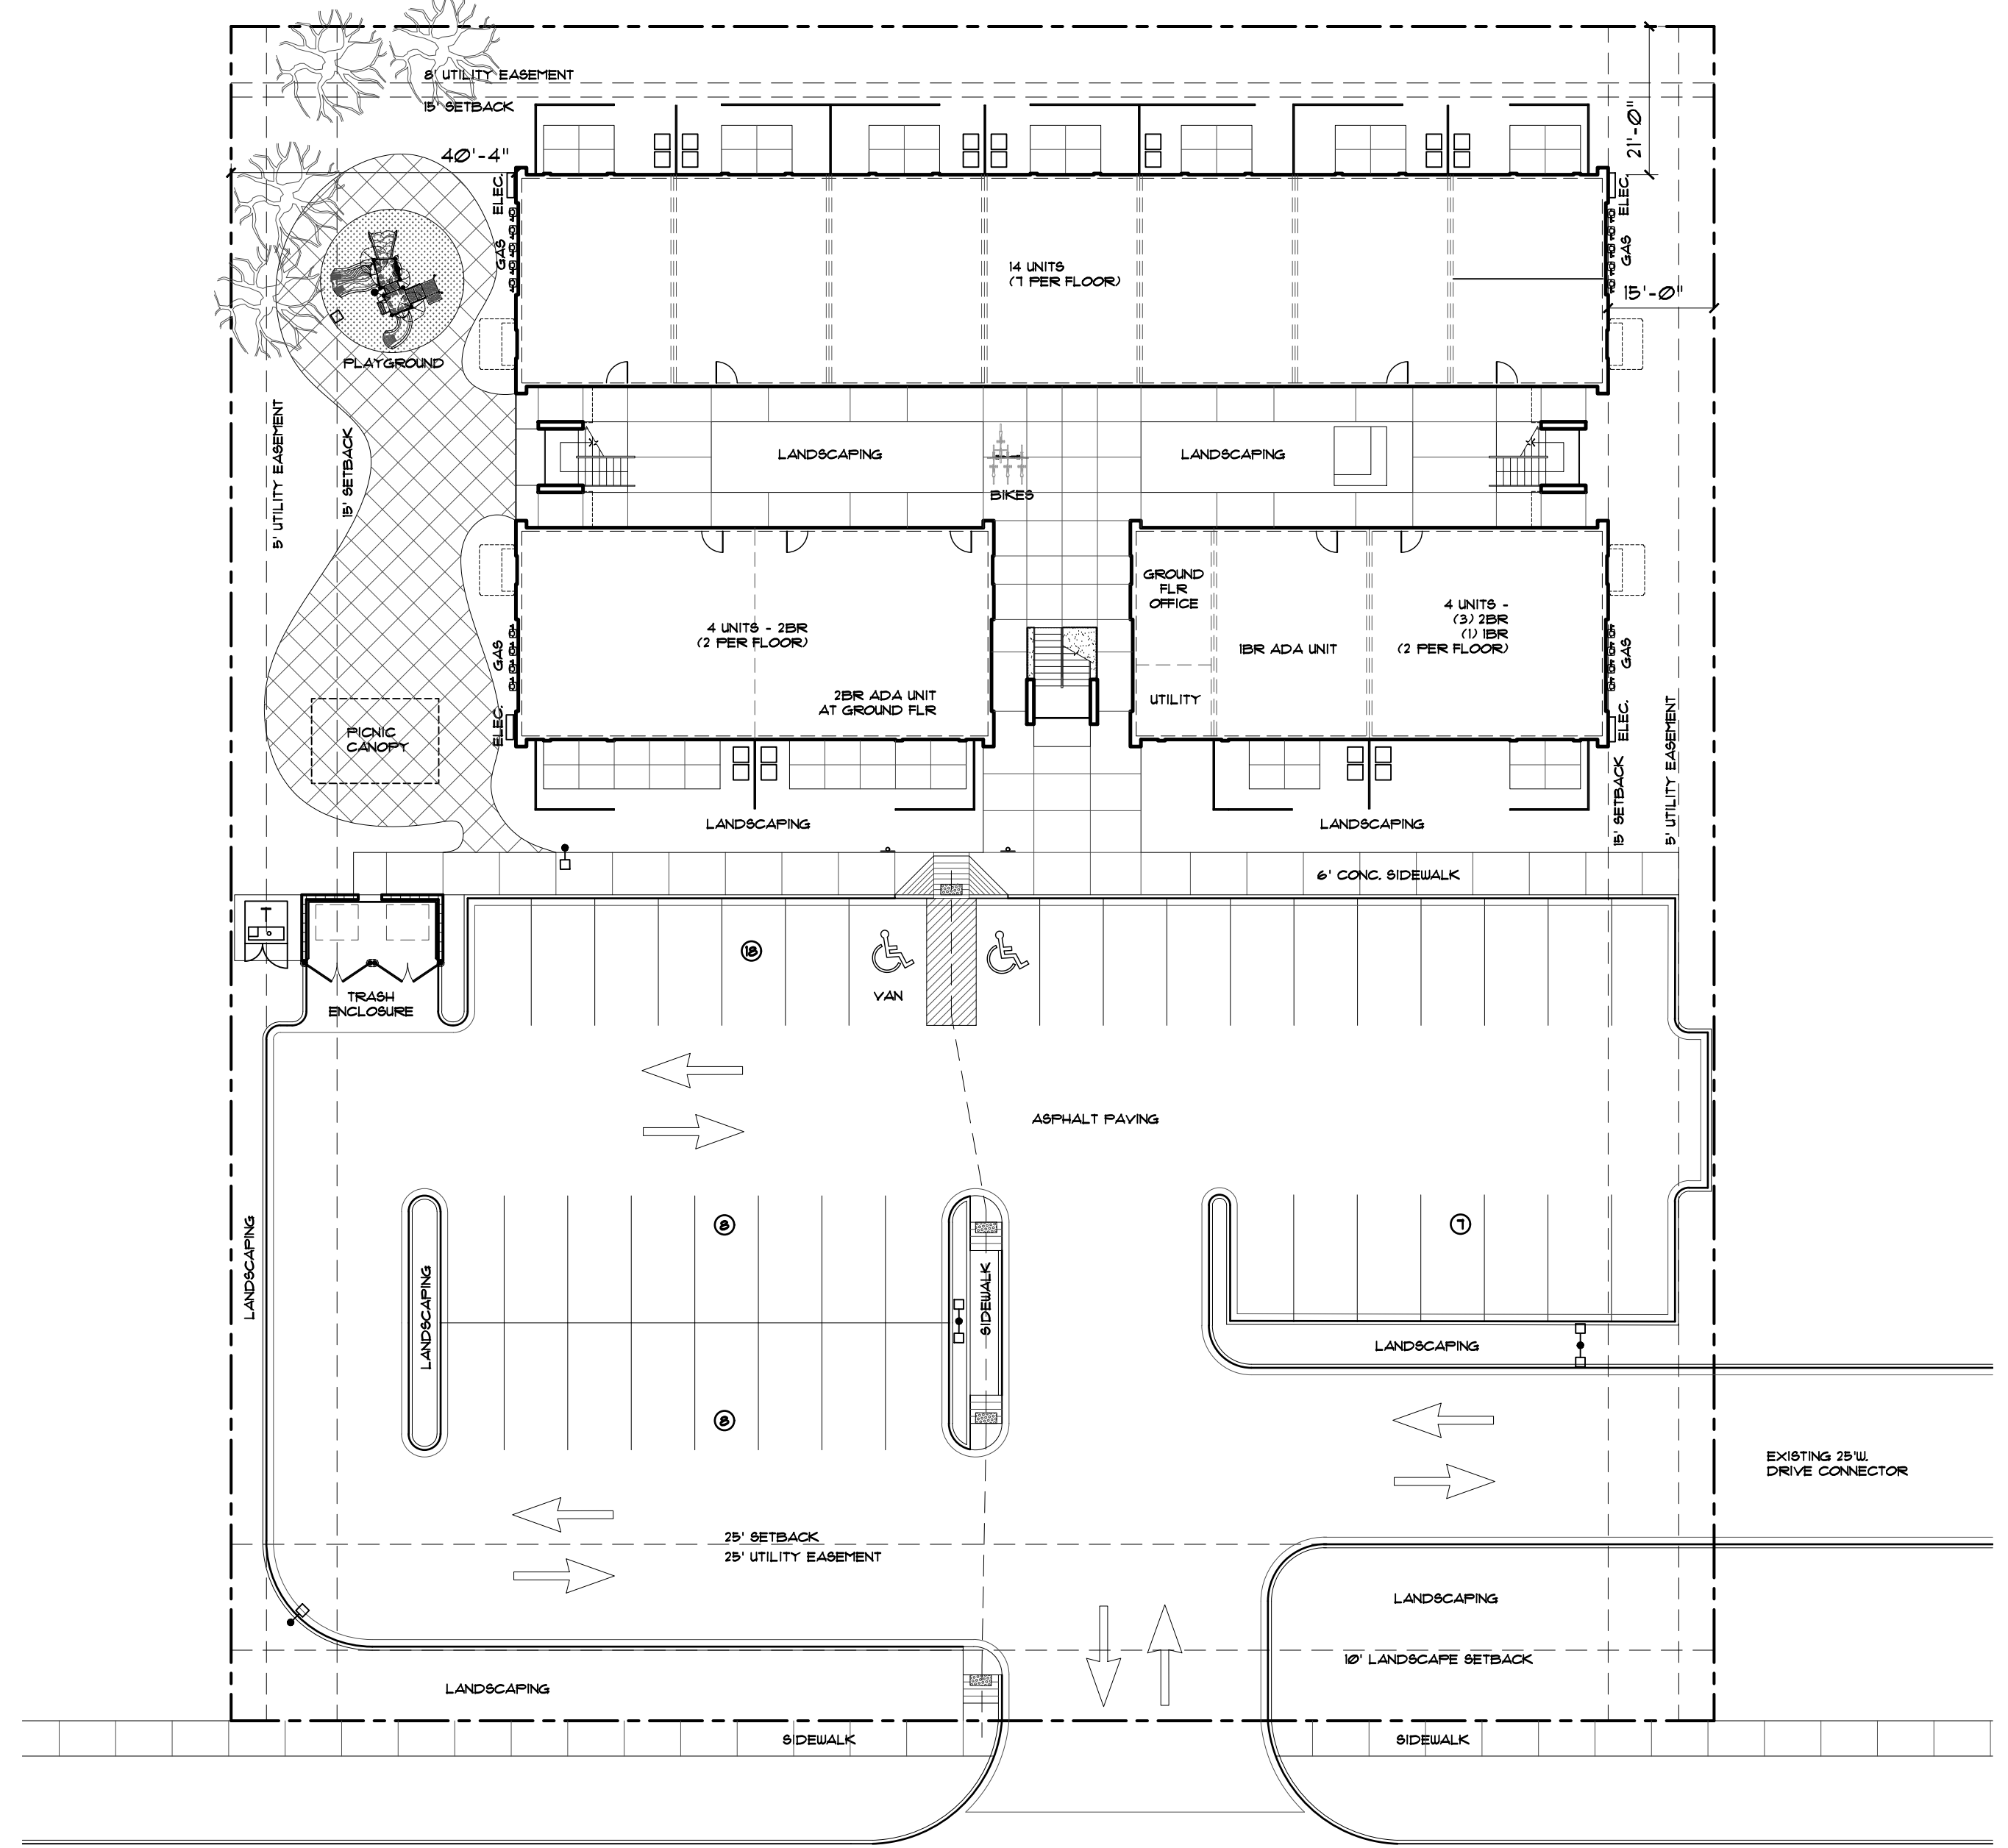 8' UTILITY EASEMENT
15' SETBACK
40'-4"
21'-0"
ELEC.
GAS
ELEC.
GAS
15'-0"
14 UNITS
(7 PER FLOOR)
PLAYGROUND
5' UTILITY EASEMENT
15' SETBACK
LANDSCAPING
BIKES
LANDSCAPING
GROUND
FLR
OFFICE
4 UNITS - 2BR
(2 PER FLOOR)
4 UNITS -
(3) 2BR
(1) 1BR
(2 PER FLOOR)
1BR ADA UNIT
GAS
GAS
2BR ADA UNIT
AT GROUND FLR
UTILITY
ELEC.
ELEC.
PICNIC
CANOPY
15' SETBACK
5' UTILITY EASEMENT
LANDSCAPING
LANDSCAPING
6' CONC. SIDEWALK
18
VAN
TRASH
ENCLOSURE
ASPHALT PAVING
LANDSCAPING
8
7
LANDSCAPING
SIDEWALK
LANDSCAPING
8
EXISTING 25'W.
DRIVE CONNECTOR
25' SETBACK
25' UTILITY EASEMENT
LANDSCAPING
10' LANDSCAPE SETBACK
LANDSCAPING
SIDEWALK
SIDEWALK